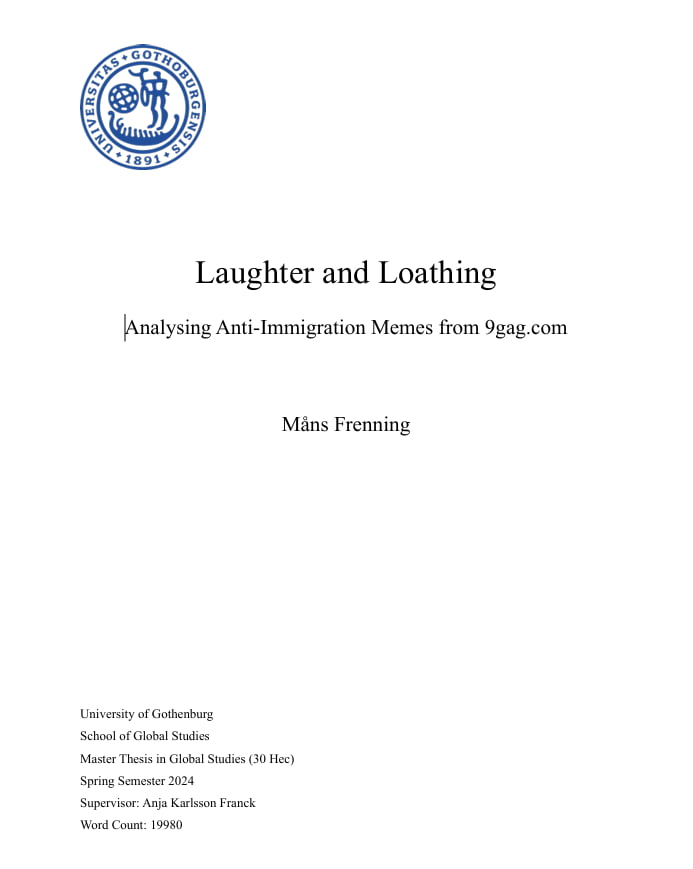 UNIVERSITAS + GOTHOBURGENSIS +
1891 +
Laughter and Loathing
Analysing Anti-Immigration Memes from 9gag.com
Måns Frenning
University of Gothenburg
School of Global Studies
Master Thesis in Global Studies (30 Hec)
Spring Semester 2024
Supervisor: Anja Karlsson Franck
Word Count: 19980